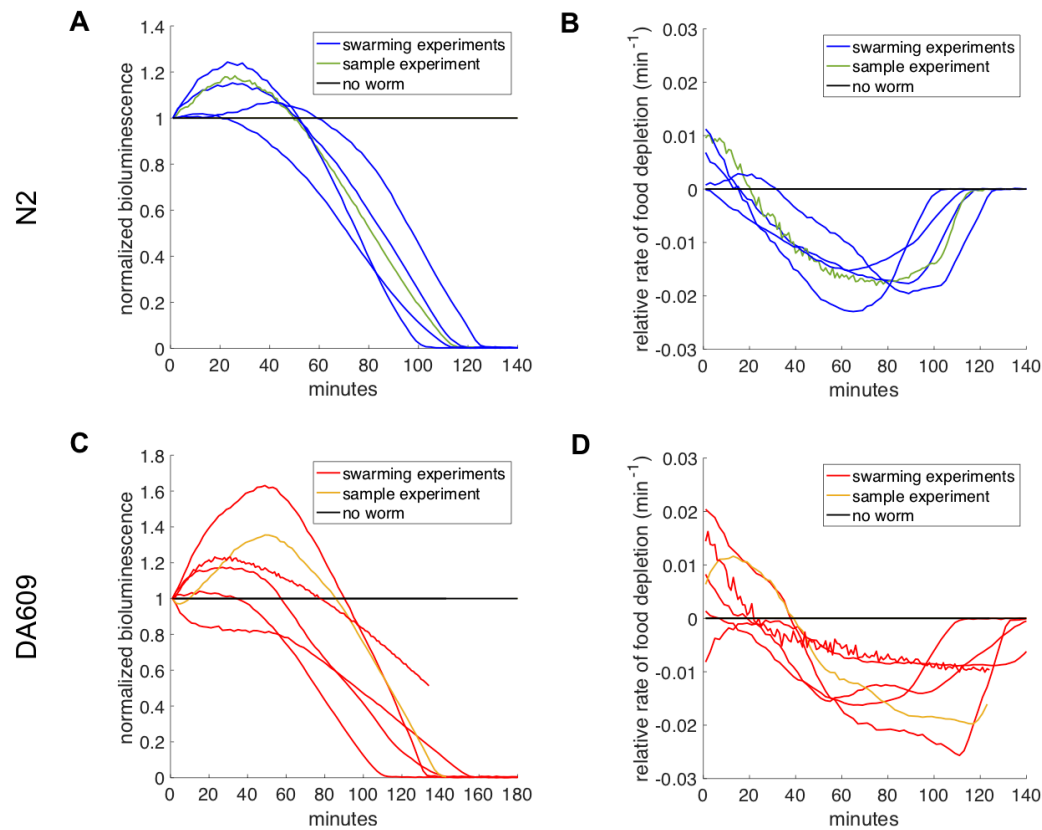 A
N2
normalized bioluminescence
1.4
1.2
1
0.8
0.6
0.4
0.2
0
swarming experiments
sample experiment
no worm
0 20 40 60 80 100 120 140
minutes
B
relative rate of food depletion (min-1)
0.03
0.02
0.01
0
-0.01
-0.02
-0.03
swarming experiments
sample experiment
no worm
0 20 40 60 80 100 120 140
minutes
C
DA609
normalized bioluminescence
1.8
1.6
1.4
1.2
1
0.8
0.6
0.4
0.2
0
swarming experiments
sample experiment
no worm
0 20 40 60 80 100 120 140 160 180
minutes
D
relative rate of food depletion (min-1)
0.03
0.02
0.01
0
-0.01
-0.02
-0.03
swarming experiments
sample experiment
no worm
0 20 40 60 80 100 120 140
minutes